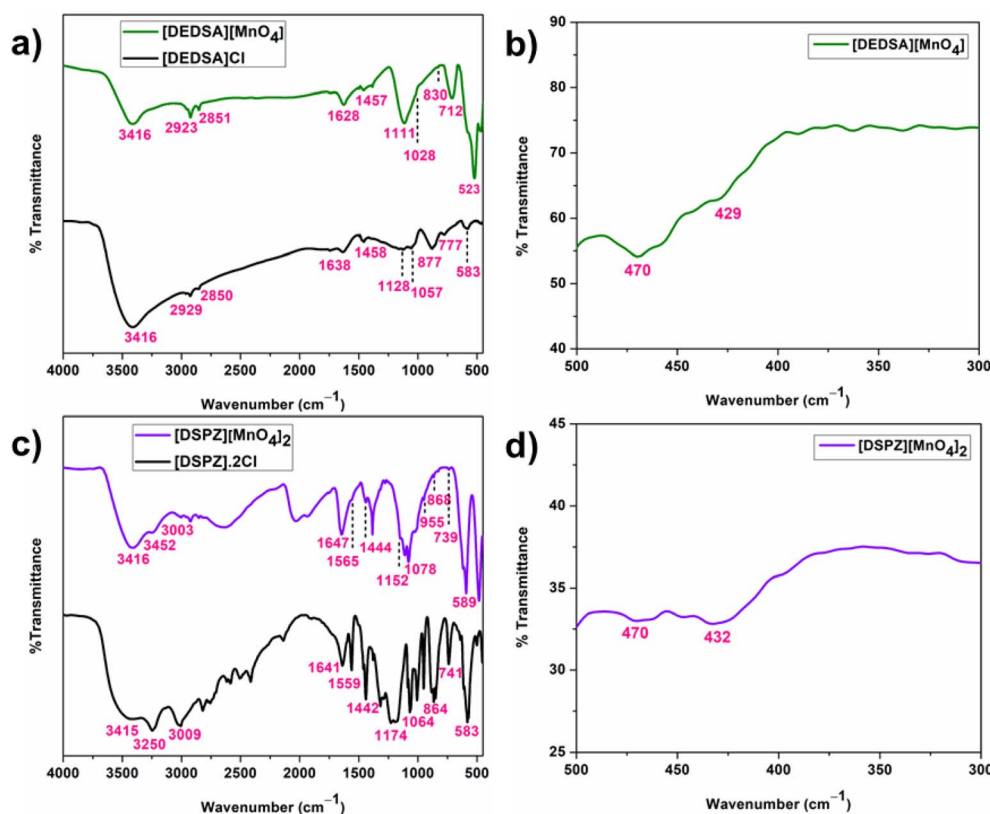 a)
[DEDSA][MnO4]
[DEDSA]Cl
3416
2923
2851
1628
1457
1111
1028
830
712
523
3416
2929
2850
1638
1458
1128
1057
877
777
583
% Transmittance
4000 3500 3000 2500 2000 1500 1000 500
Wavenumber (cm−1)
b)
[DEDSA][MnO4]
90
80
70
60
50
40
% Transmittance
470
429
500 450 400 350 300
Wavenumber (cm−1)
c)
[DSPZ][MnO4]2
[DSPZ].2Cl
3416
3452
3003
1647
1565
1444
1152
1078
955
868
739
589
3415
3250
3009
1641
1559
1442
1174
1064
864
741
583
%Transmittance
4000 3500 3000 2500 2000 1500 1000 500
Wavenumber (cm−1)
d)
[DSPZ][MnO4]2
45
40
35
30
25
%Transmittance
470
432
500 450 400 350 300
Wavenumber (cm−1)